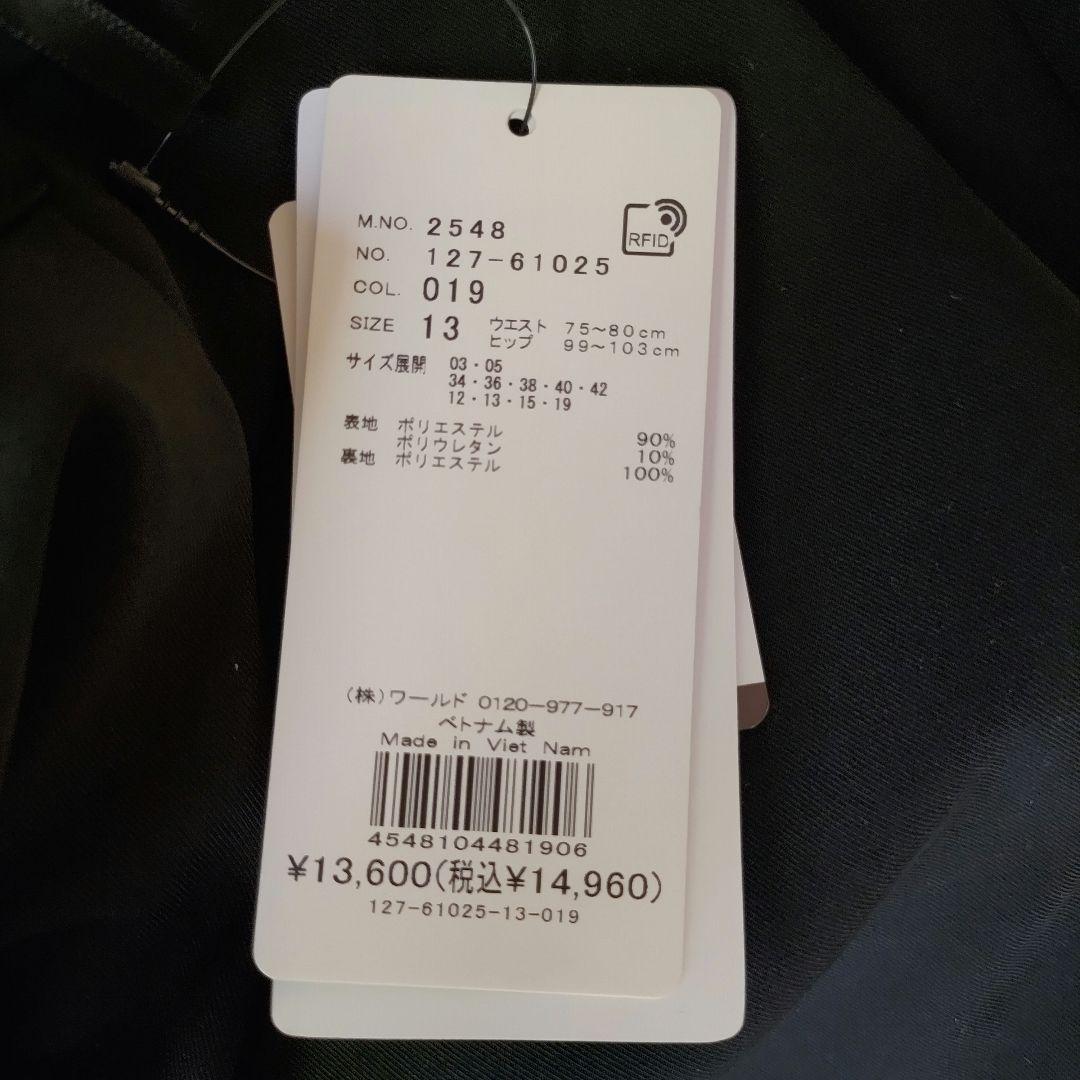 M.NO. 2548
RFID
NO. 127-61025
COL. 019
SIZE 13 ウエスト 75〜80cm
ヒップ 99〜103cm
サイズ展開 03・05
34・36・38・40・42
12・13・15・19
表地 ポリエステル 90%
ポリウレタン 10%
裏地 ポリエステル 100%
(株)ワールド 0120-977-917
ベトナム製
Made in Viet Nam
4548104481906
¥13,600(税込¥14,960)
127-61025-13-019